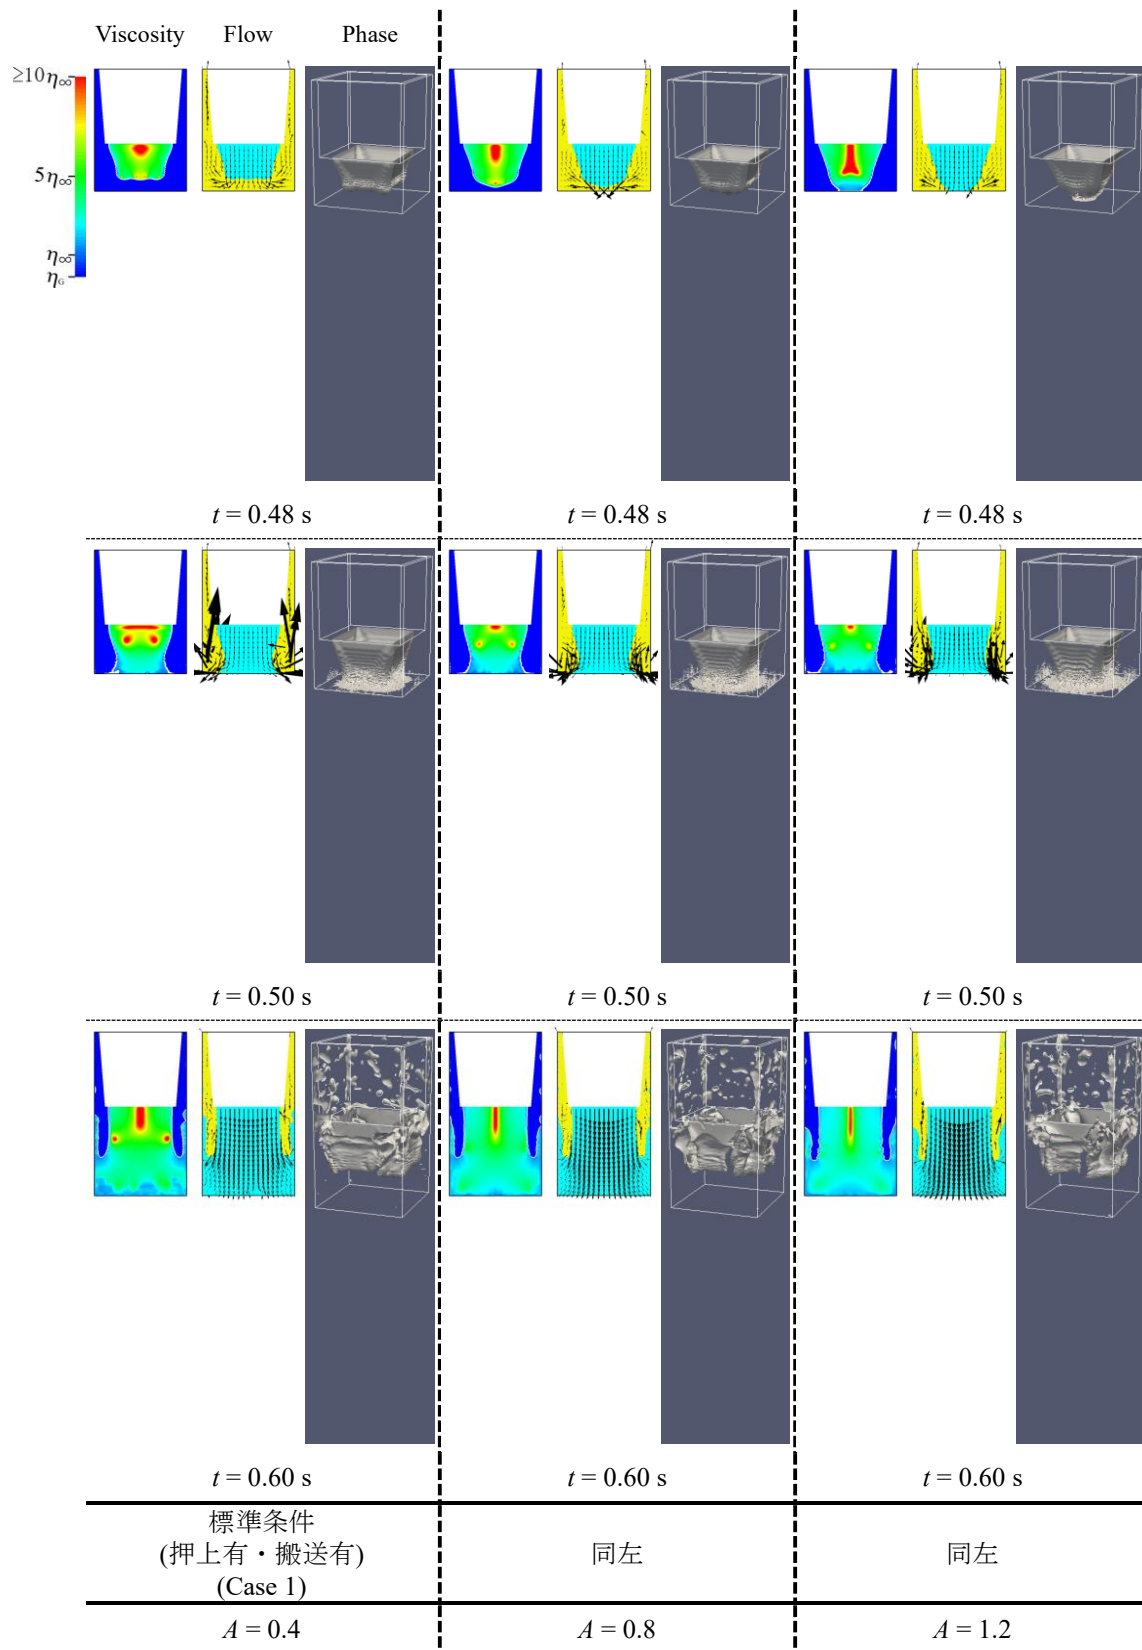 Viscosity Flow Phase
≥10 η∞
5 η∞
η∞
ηG
t = 0.48 s t = 0.48 s t = 0.48 s
t = 0.50 s t = 0.50 s t = 0.50 s
t = 0.60 s t = 0.60 s t = 0.60 s
標準条件
(押上有・搬送有) 同左 同左
(Case 1)
A = 0.4 A = 0.8 A = 1.2